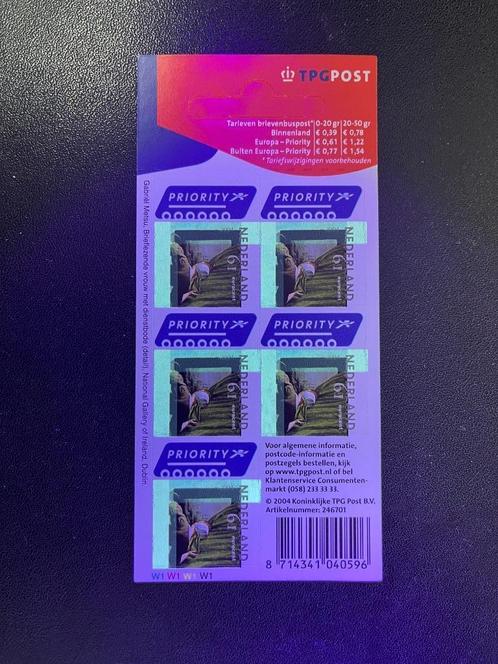 TPGPOST
Tarieven brievenbuspost* 0-20 gr 20-50 gr
Binnenland € 0,39 € 0,78
Europa – Priority € 0,61 € 1,22
Buiten Europa – Priority € 0,77 € 1,54
*Tariefswijzigingen voorbehouden
PRIORITY
PRIORITY
NEDERLAND
61
NEDERLAND
61
PRIORITY
PRIORITY
NEDERLAND
61
NEDERLAND
61
PRIORITY
NEDERLAND
61
Gabriël Metsu, Brieflezende vrouw met dienstbode (detail), National Gallery of Ireland, Dublin.
Voor algemene informatie,
postcode-informatie en
postzegels bestellen, kijk
op www.tpgpost.nl of bel
Klantenservice Consumenten-
markt (058) 233 33 33.
© 2004 Koninklijke TPG Post B.V.
Artikelnummer: 246701
8 714341 040596
W1 W1 W1 W1